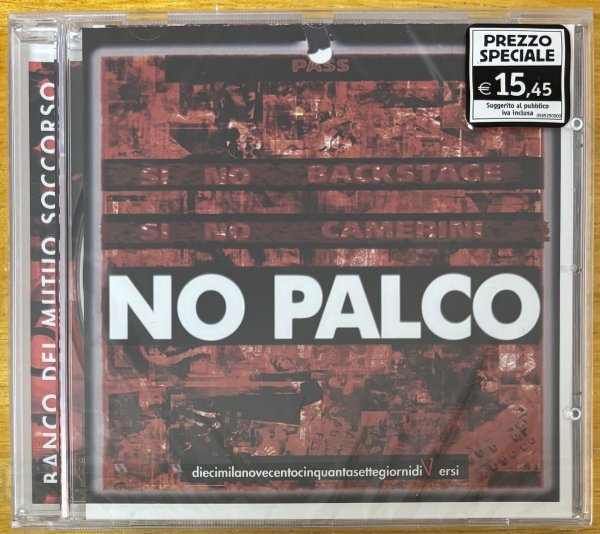 PREZZO
SPECIALE
€ 15,45
Suggerito al pubblico
iva inclusa
PASS
SI NO BACKSTAGE
SI NO CAMERINI
NO PALCO
diecimilanovecentocinquantasettegiornidiVersi
BANCO DEL MUTUO SOCCORSO